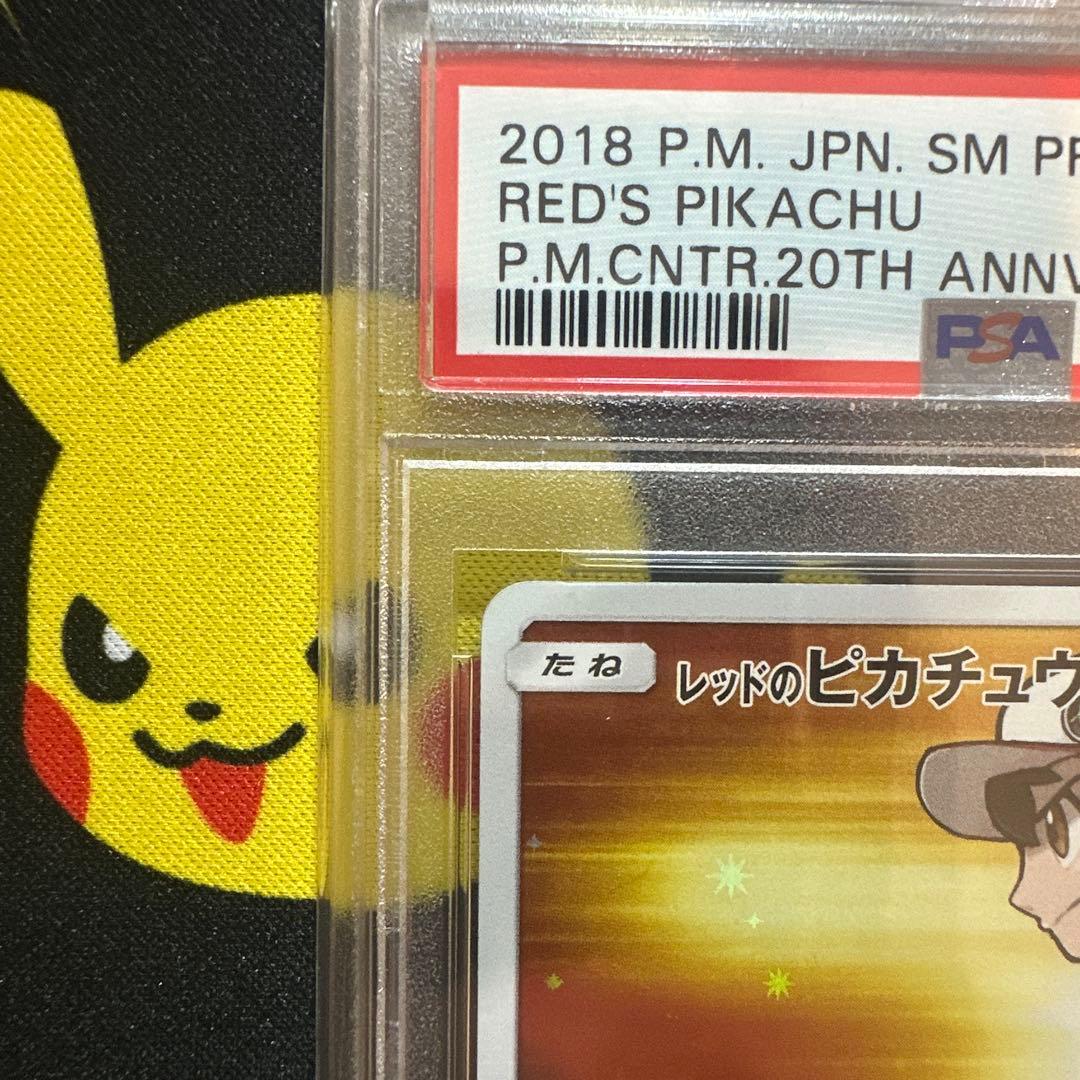 2018 P.M. JPN. SM PR
RED'S PIKACHU
P.M.CNTR.20TH ANNV
PSA
たね
レッドのピカチュウ